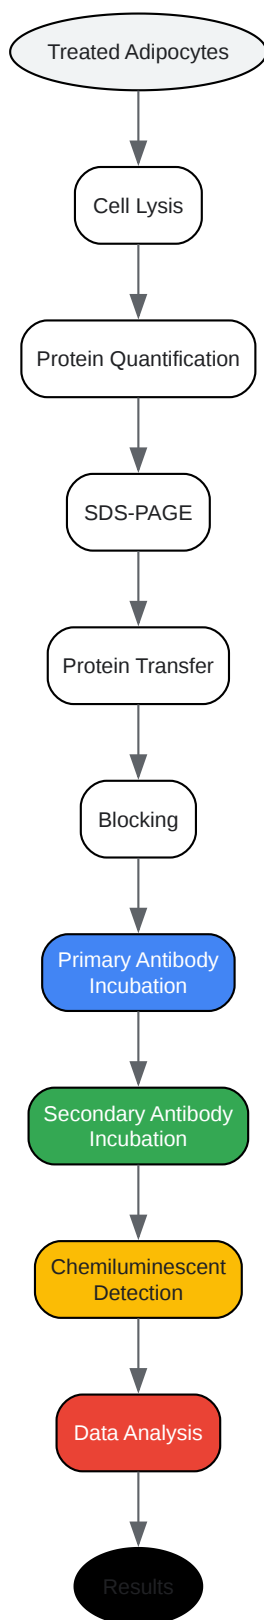 Treated Adipocytes
Cell Lysis
Protein Quantification
SDS-PAGE
Protein Transfer
Blocking
Primary Antibody
Incubation
Secondary Antibody
Incubation
Chemiluminescent
Detection
Data Analysis
Results